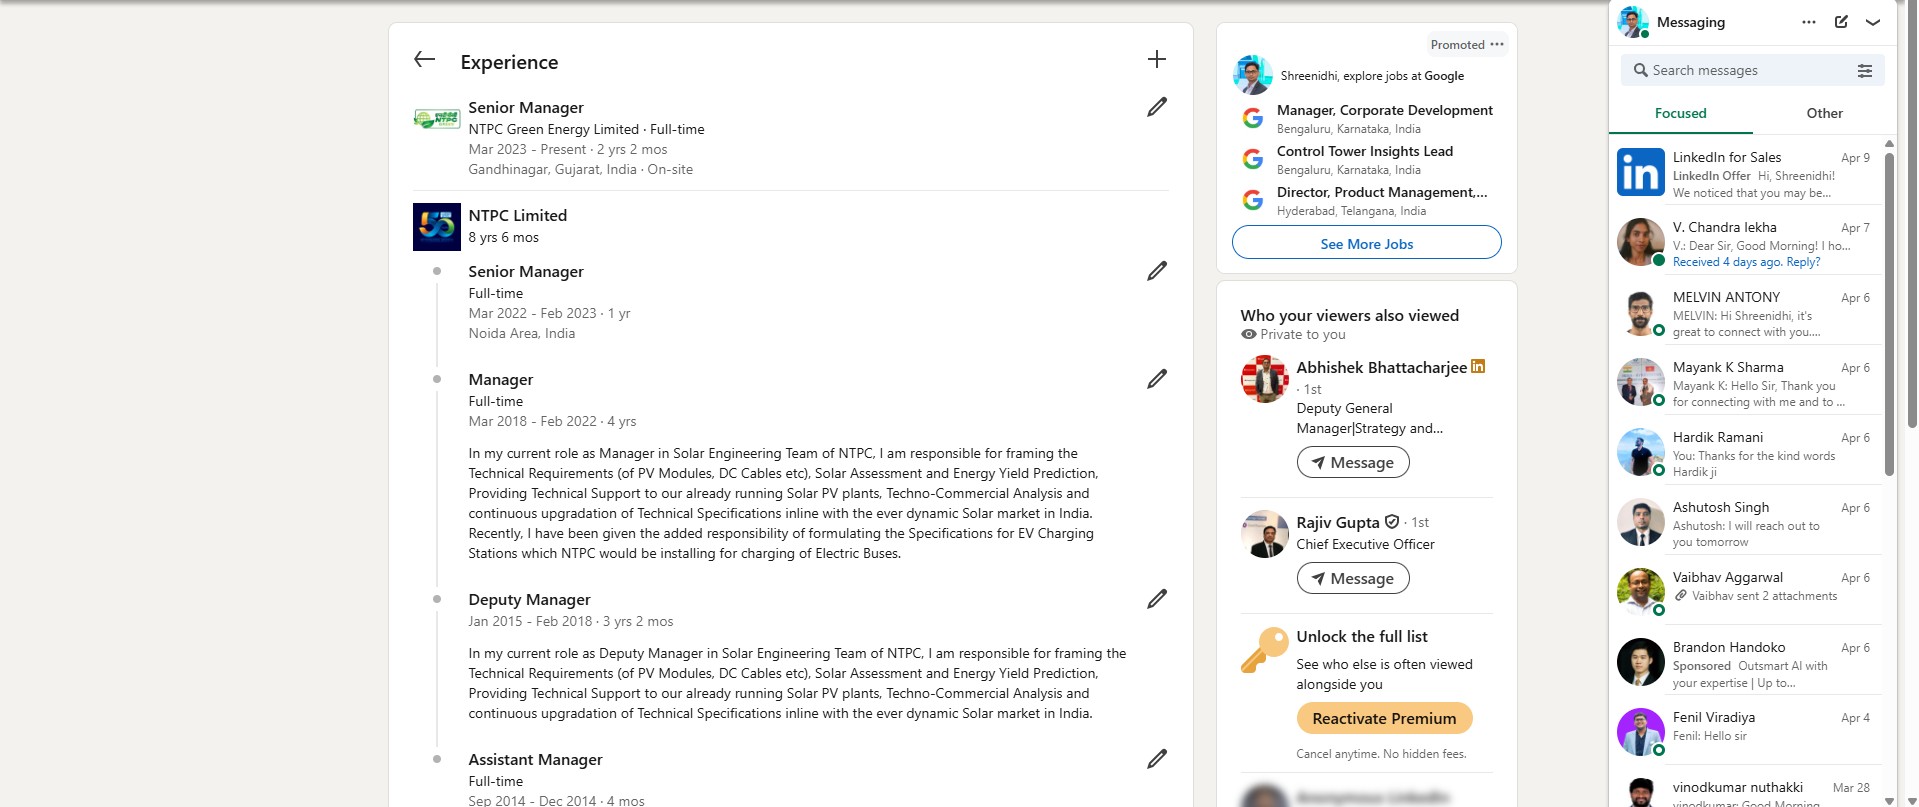 Experience
Senior Manager
NTPC Green Energy Limited · Full-time
Mar 2023 - Present · 2 yrs 2 mos
Gandhinagar, Gujarat, India · On-site
NTPC Limited
8 yrs 6 mos
Senior Manager
Full-time
Mar 2022 - Feb 2023 · 1 yr
Noida Area, India
Manager
Full-time
Mar 2018 - Feb 2022 · 4 yrs
In my current role as Manager in Solar Engineering Team of NTPC, I am responsible for framing the
Technical Requirements (of PV Modules, DC Cables etc), Solar Assessment and Energy Yield Prediction,
Providing Technical Support to our already running Solar PV plants, Techno-Commercial Analysis and
continuous upgradation of Technical Specifications inline with the ever dynamic Solar market in India.
Recently, I have been given the added responsibility of formulating the Specifications for EV Charging
Stations which NTPC would be installing for charging of Electric Buses.
Deputy Manager
Jan 2015 - Feb 2018 · 3 yrs 2 mos
In my current role as Deputy Manager in Solar Engineering Team of NTPC, I am responsible for framing the
Technical Requirements (of PV Modules, DC Cables etc), Solar Assessment and Energy Yield Prediction,
Providing Technical Support to our already running Solar PV plants, Techno-Commercial Analysis and
continuous upgradation of Technical Specifications inline with the ever dynamic Solar market in India.
Assistant Manager
Full-time
Sep 2014 - Dec 2014 · 4 mos
Promoted ···
Shreenidhi, explore jobs at Google
Manager, Corporate Development
Bengaluru, Karnataka, India
Control Tower Insights Lead
Bengaluru, Karnataka, India
Director, Product Management,...
Hyderabad, Telangana, India
See More Jobs
Who your viewers also viewed
Private to you
Abhishek Bhattacharjee in
· 1st
Deputy General
Manager|Strategy and...
Message
Rajiv Gupta · 1st
Chief Executive Officer
Message
Unlock the full list
See who else is often viewed
alongside you
Reactivate Premium
Cancel anytime. No hidden fees.
Messaging
Search messages
Focused
Other
LinkedIn for Sales Apr 9
LinkedIn Offer Hi, Shreenidhi!
We noticed that you may be...
V. Chandra lekha Apr 7
V.: Dear Sir, Good Morning! I ho...
Received 4 days ago. Reply?
MELVIN ANTONY Apr 6
MELVIN: Hi Shreenidhi, it's
great to connect with you....
Mayank K Sharma Apr 6
Mayank K: Hello Sir, Thank you
for connecting with me and to ...
Hardik Ramani Apr 6
You: Thanks for the kind words
Hardik ji
Ashutosh Singh Apr 6
Ashutosh: I will reach out to
you tomorrow
Vaibhav Aggarwal Apr 6
Vaibhav sent 2 attachments
Brandon Handoko Apr 6
Sponsored Outsmart AI with
your expertise | Up to...
Fenil Viradiya Apr 4
Fenil: Hello sir
vinodkumar nuthakki Mar 28
vinodkumar: Good Morning